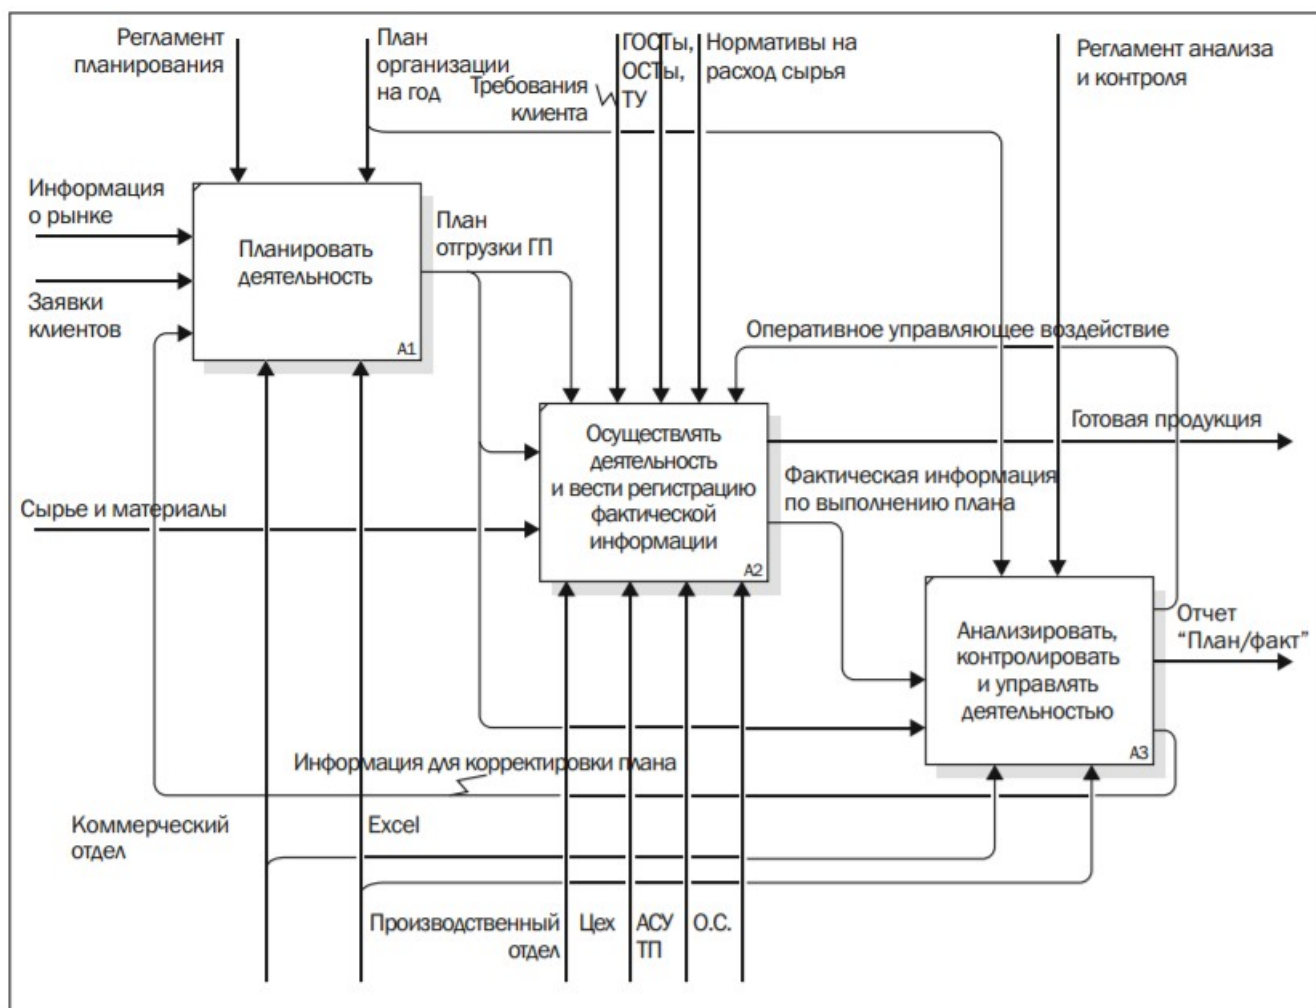 Регламент
планирования
План
организации
на год
Требования
клиента
ГОСТы,
ОСТы,
ТУ
Нормативы на
расход сырья
Регламент анализа
и контроля
Информация
о рынке
Заявки
клиентов
Планировать
деятельность
A1
План
отгрузки ГП
Оперативное управляющее воздействие
Готовая продукция
Осуществлять
деятельность
и вести регистрацию
фактической
информации
A2
Фактическая информация
по выполнению плана
Сырье и материалы
Анализировать,
контролировать
и управлять
деятельностью
A3
Отчет
“План/факт”
Информация для корректировки плана
Коммерческий
отдел
Excel
Производственный
отдел
Цех
АСУ
ТП
О.С.